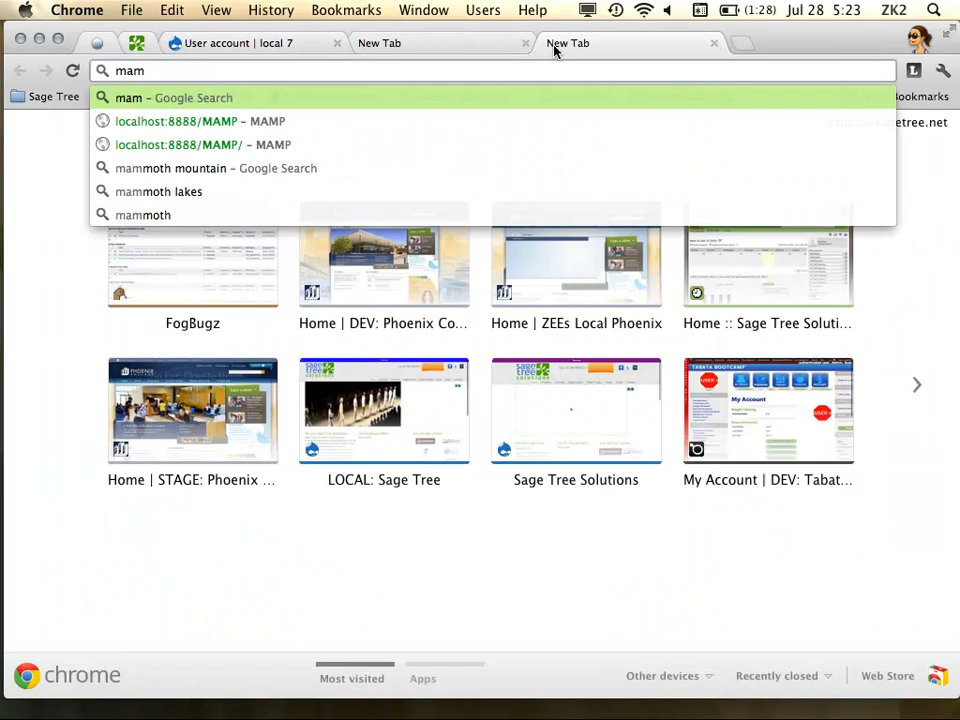 Chrome File Edit View History Bookmarks Window Users Help (1:28) Jul 28 5:23 ZK2
User account | local 7 New Tab New Tab
mam
Sage Tree Bookmarks
mam – Google Search
localhost:8888/MAMP – MAMP
localhost:8888/MAMP/ – MAMP
mammoth mountain – Google Search
mammoth lakes
mammoth
FogBugz Home | DEV: Phoenix Co... Home | ZEEs Local Phoenix Home :: Sage Tree Soluti...
TABATA BOOTCAMP
My Account
Home | STAGE: Phoenix ... LOCAL: Sage Tree Sage Tree Solutions My Account | DEV: Tabat...
chrome Most visited Apps Other devices Recently closed Web Store